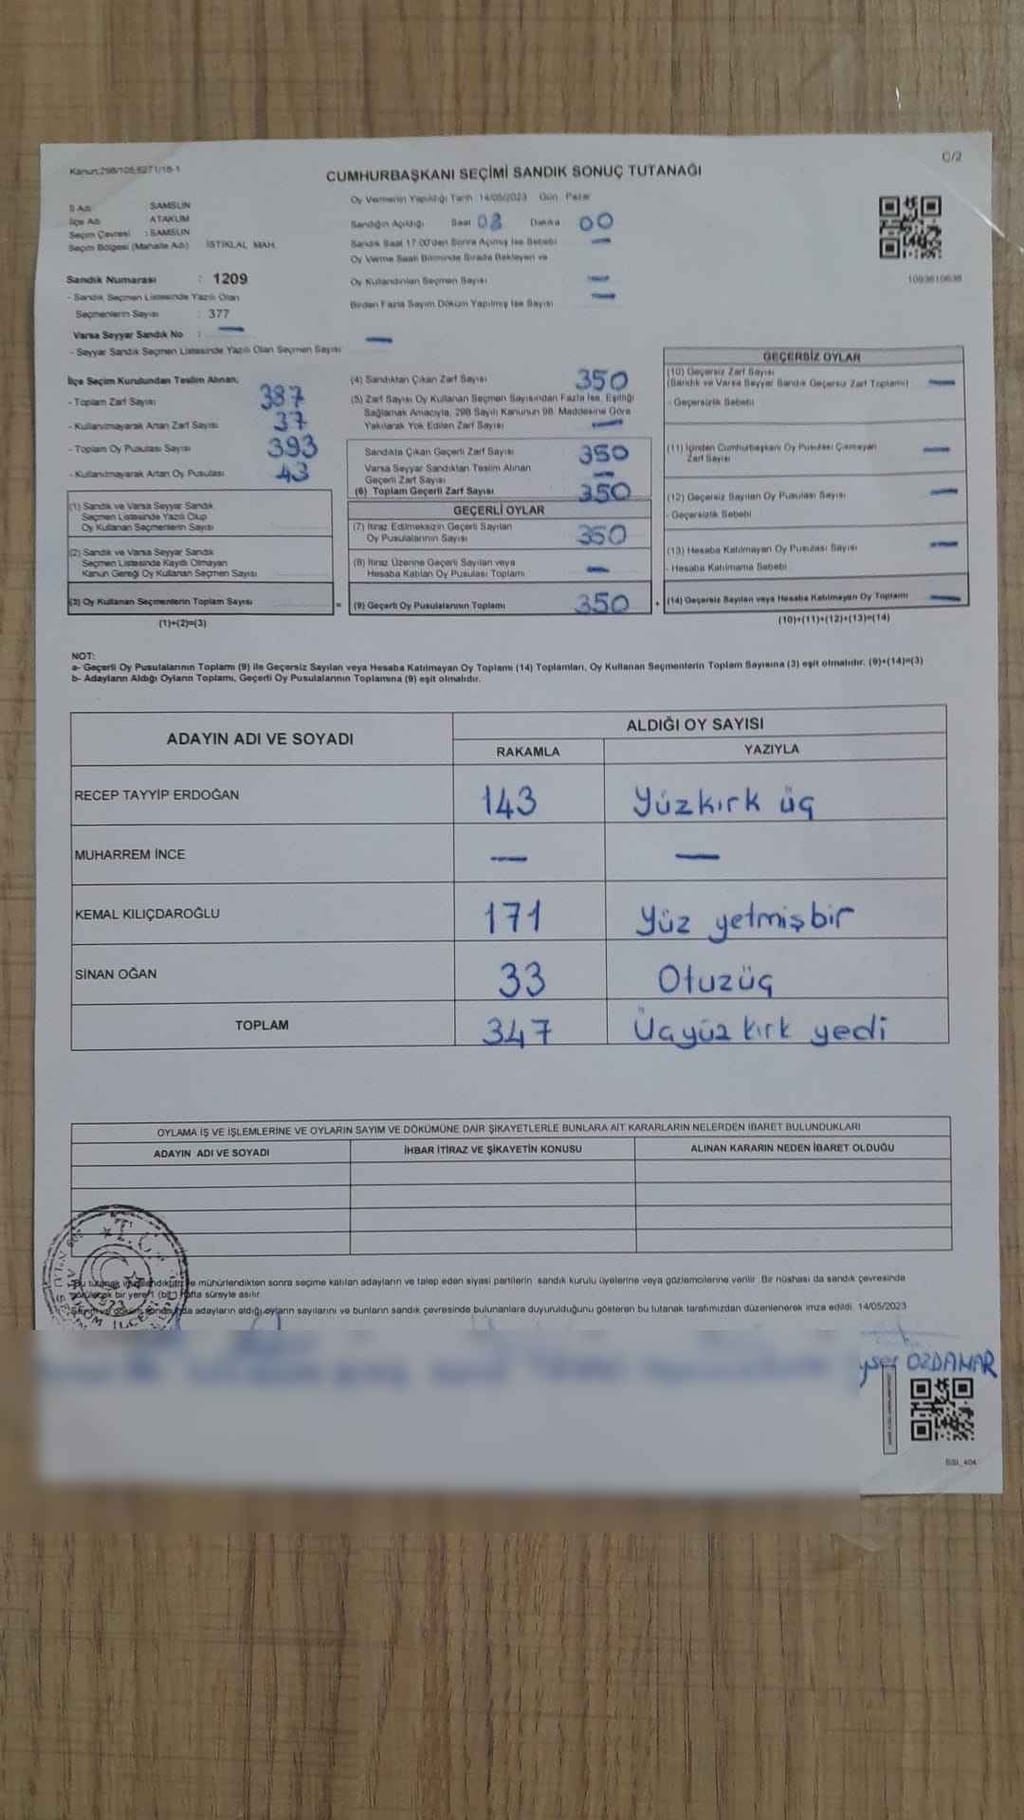 C/2
Kanun:298/105;6271/18-1
CUMHURBAŞKANI SEÇİMİ SANDIK SONUÇ TUTANAĞI
İl Adı SAMSUN
İlçe Adı ATAKUM
Seçim Çevresi : SAMSUN
Seçim Bölgesi (Mahalle Adı) İSTİKLAL MAH.
Sandık Numarası : 1209
- Sandık Seçmen Listesinde Yazılı Olan
Seçmenlerin Sayısı : 377
Varsa Seyyar Sandık No : —
- Seyyar Sandık Seçmen Listesinde Yazılı Olan Seçmen Sayısı —
Oy Vermenin Yapıldığı Tarih 14/05/2023 Gün Pazar
Sandığın Açıldığı Saat 08 Dakika 00
Sandık Saat 17:00'den Sonra Açılmış İse Sebebi —
Oy Verme Saati Bitiminde Sırada Bekleyen ve
Oy Kullandırılan Seçmen Sayısı —
Birden Fazla Sayım Döküm Yapılmış İse Sayısı —
İlçe Seçim Kurulundan Teslim Alınan;
- Toplam Zarf Sayısı 387
- Kullanılmayarak Artan Zarf Sayısı 37
- Toplam Oy Pusulası Sayısı 393
- Kullanılmayarak Artan Oy Pusulası 43
(1) Sandık ve Varsa Seyyar Sandık
Seçmen Listesinde Yazılı Olup
Oy Kullanan Seçmenlerin Sayısı
(2) Sandık ve Varsa Seyyar Sandık
Seçmen Listesinde Kayıtlı Olmayan
Kanun Gereği Oy Kullanan Seçmen Sayısı
(3) Oy Kullanan Seçmenlerin Toplam Sayısı
(1)+(2)=(3)
=
(4) Sandıktan Çıkan Zarf Sayısı 350
(5) Zarf Sayısı Oy Kullanan Seçmen Sayısından Fazla İse, Eşitliği
Sağlamak Amacıyla, 298 Sayılı Kanunun 98. Maddesine Göre
Yakılarak Yok Edilen Zarf Sayısı —
Sandıkta Çıkan Geçerli Zarf Sayısı 350
Varsa Seyyar Sandıktan Teslim Alınan
Geçerli Zarf Sayısı —
(6) Toplam Geçerli Zarf Sayısı 350
GEÇERLİ OYLAR
(7) İtiraz Edilmeksizin Geçerli Sayılan
Oy Pusulalarının Sayısı 350
(8) İtiraz Üzerine Geçerli Sayılan veya
Hesaba Katılan Oy Pusulası Toplamı —
(9) Geçerli Oy Pusulalarının Toplamı 350
+
GEÇERSİZ OYLAR
(10) Geçersiz Zarf Sayısı
(Sandık ve Varsa Seyyar Sandık Geçersiz Zarf Toplamı) —
- Geçersizlik Sebebi
(11) İçinden Cumhurbaşkanı Oy Pusulası Çıkmayan
Zarf Sayısı —
(12) Geçersiz Sayılan Oy Pusulası Sayısı —
- Geçersizlik Sebebi
(13) Hesaba Katılmayan Oy Pusulası Sayısı —
- Hesaba Katılmama Sebebi
(14) Geçersiz Sayılan veya Hesaba Katılmayan Oy Toplamı —
(10)+(11)+(12)+(13)=(14)
NOT:
a- Geçerli Oy Pusulalarının Toplamı (9) ile Geçersiz Sayılan veya Hesaba Katılmayan Oy Toplamı (14) Toplamları, Oy Kullanan Seçmenlerin Toplam Sayısına (3) eşit olmalıdır. (9)+(14)=(3)
b- Adayların Aldığı Oyların Toplamı, Geçerli Oy Pusulalarının Toplamına (9) eşit olmalıdır.
ADAYIN ADI VE SOYADI ALDIĞI OY SAYISI
RAKAMLA YAZIYLA
RECEP TAYYİP ERDOĞAN 143 Yüzkırk üç
MUHARREM İNCE — —
KEMAL KILIÇDAROĞLU 171 Yüz yetmişbir
SİNAN OĞAN 33 Otuzüç
TOPLAM 347 Üçyüz kırk yedi
OYLAMA İŞ VE İŞLEMLERİNE VE OYLARIN SAYIM VE DÖKÜMÜNE DAİR ŞİKAYETLERLE BUNLARA AİT KARARLARIN NELERDEN İBARET BULUNDUKLARI
ADAYIN ADI VE SOYADI İHBAR İTİRAZ VE ŞİKAYETİN KONUSU ALINAN KARARIN NEDEN İBARET OLDUĞU
T.C.
Bu tutanak ve mühürlendikten sonra seçime katılan adayların ve talep eden siyasi partilerin sandık kurulu üyelerine veya gözlemcilerine verilir. Bir nüshası da sandık çevresinde
görülecek bir yere 1 (bir) hafta süreyle asılır.
adayların aldığı oyların sayılarını ve bunların sandık çevresinde bulunanlara duyurulduğunu gösteren bu tutanak tarafımızdan düzenlenerek imza edildi. 14/05/2023
ÖZDAMAR